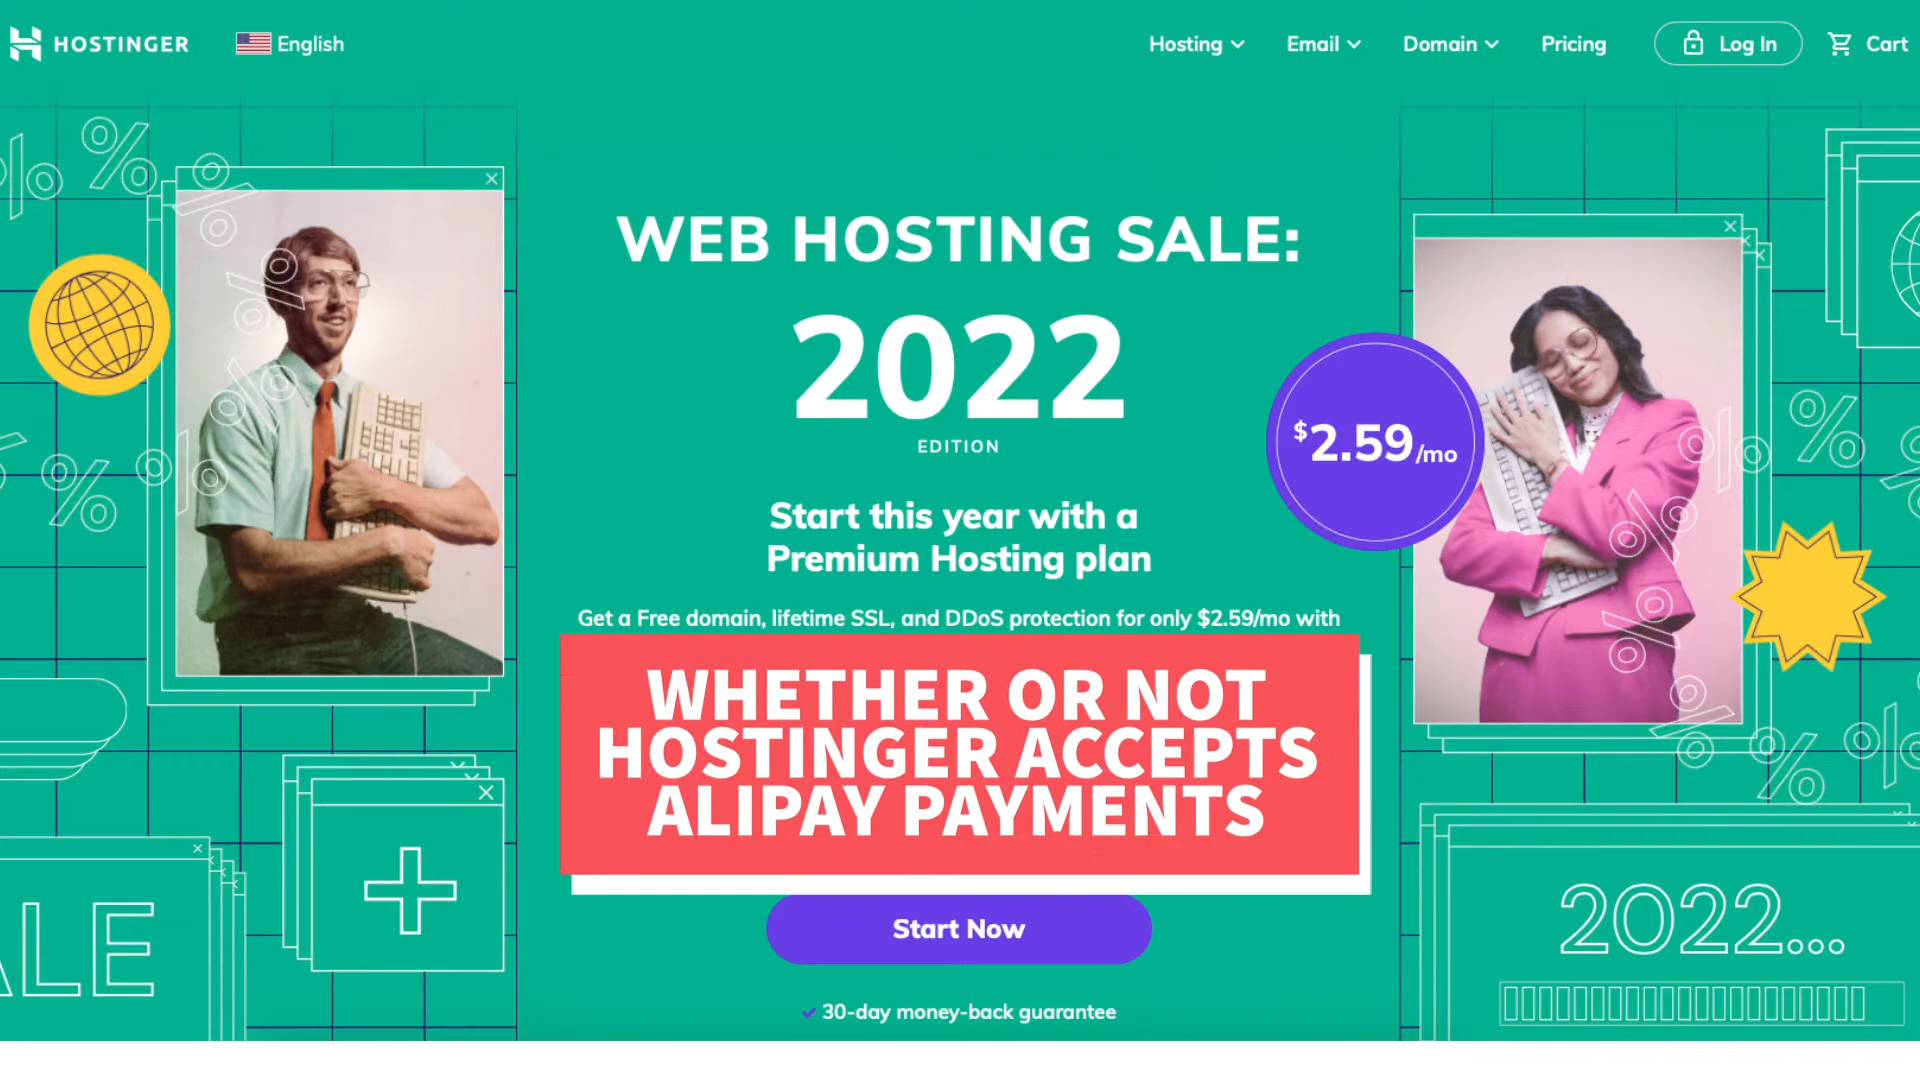 HOSTINGER
English
Hosting
Email
Domain
Pricing
Log In
Cart
WEB HOSTING SALE:
2022
EDITION
$2.59/mo
Start this year with a
Premium Hosting plan
Get a Free domain, lifetime SSL, and DDoS protection for only $2.59/mo with
WHETHER OR NOT
HOSTINGER ACCEPTS
ALIPAY PAYMENTS
Start Now
30-day money-back guarantee
ALE
2022...